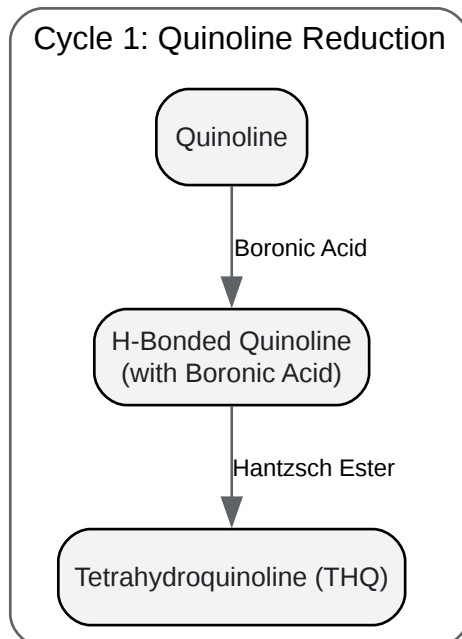 Cycle 1: Quinoline Reduction
Quinoline
Boronic Acid
H-Bonded Quinoline
(with Boronic Acid)
Hantzsch Ester
Tetrahydroquinoline (THQ)